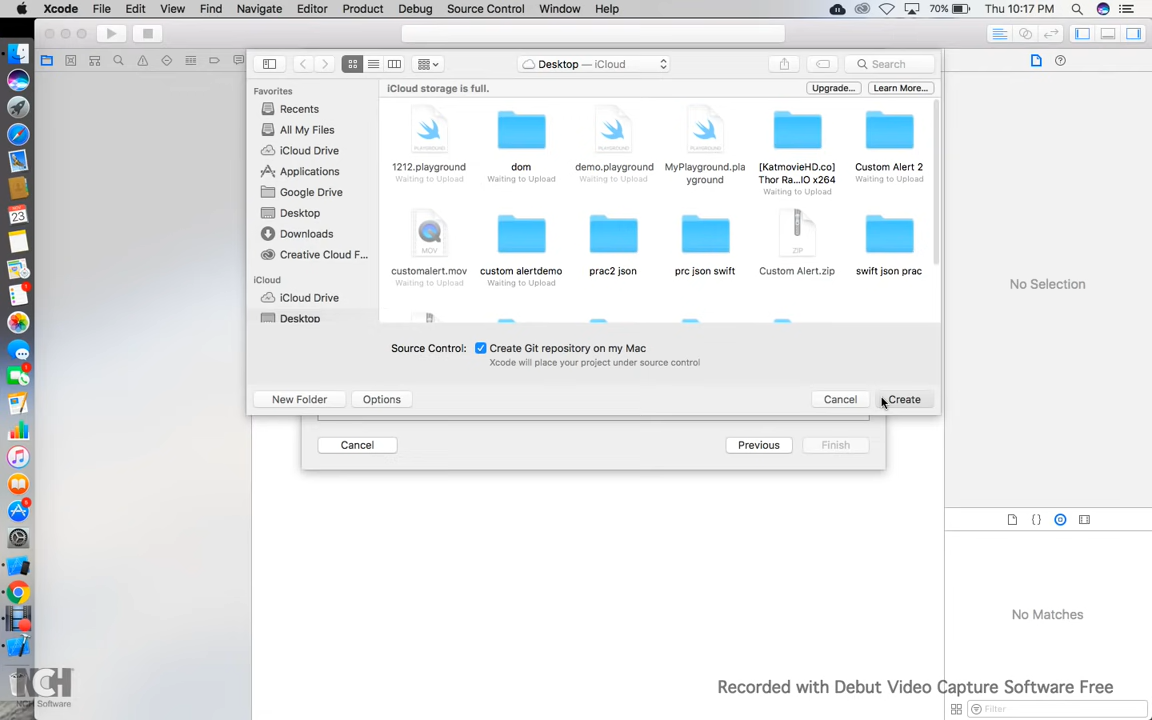 Xcode File Edit View Find Navigate Editor Product Debug Source Control Window Help 70% Thu 10:17 PM
Desktop — iCloud
Search
Favorites
iCloud storage is full.
Upgrade...
Learn More...
Recents
All My Files
iCloud Drive
Applications
Google Drive
Desktop
Downloads
Creative Cloud F...
iCloud
iCloud Drive
Desktop
1212.playground
Waiting to Upload
dom
Waiting to Upload
demo.playground
Waiting to Upload
MyPlayground.pla
yground
[KatmovieHD.co]
Thor Ra...IO x264
Waiting to Upload
Custom Alert 2
Waiting to Upload
MOV
customalert.mov
Waiting to Upload
custom alertdemo
Waiting to Upload
prac2 json
prc json swift
ZIP
Custom Alert.zip
swift json prac
Source Control: Create Git repository on my Mac
Xcode will place your project under source control
New Folder
Options
Cancel
Create
Cancel
Previous
Finish
No Selection
No Matches
Filter
23
NCH
NCH Software
Recorded with Debut Video Capture Software Free